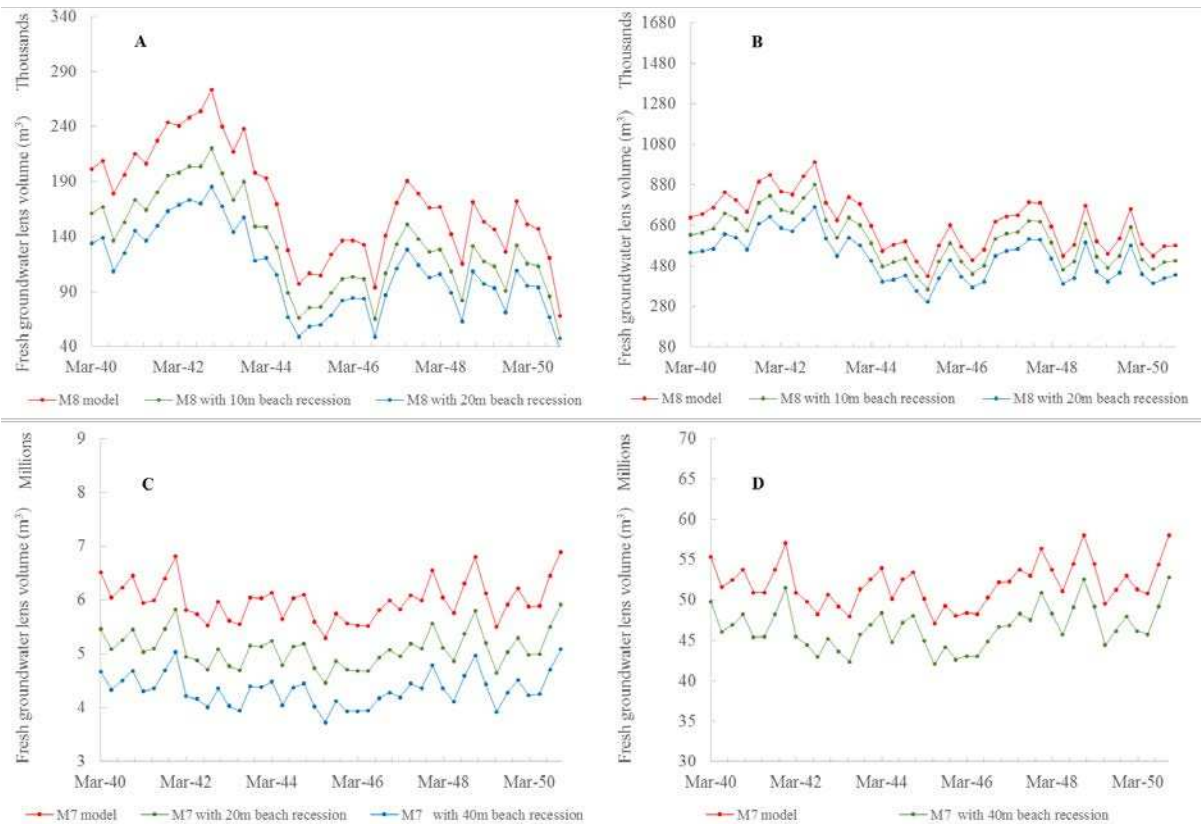 Thousands
Fresh groundwater lens volume (m³)
A
340
290
240
190
140
90
40
Mar-40 Mar-42 Mar-44 Mar-46 Mar-48 Mar-50
M8 model M8 with 10m beach recession M8 with 20m beach recession
Thousands
Fresh groundwater lens volume (m³)
B
1680
1480
1280
1080
880
680
480
280
80
Mar-40 Mar-42 Mar-44 Mar-46 Mar-48 Mar-50
M8 model M8 with 10m beach recession M8 with 20m beach recession
Millions
Fresh groundwater lens volume (m³)
C
9
8
7
6
5
4
3
Mar-40 Mar-42 Mar-44 Mar-46 Mar-48 Mar-50
M7 model M7 with 20m beach recession M7 with 40m beach recession
Millions
Fresh groundwater lens volume (m³)
D
70
65
60
55
50
45
40
35
30
Mar-40 Mar-42 Mar-44 Mar-46 Mar-48 Mar-50
M7 model M7 with 40m beach recession